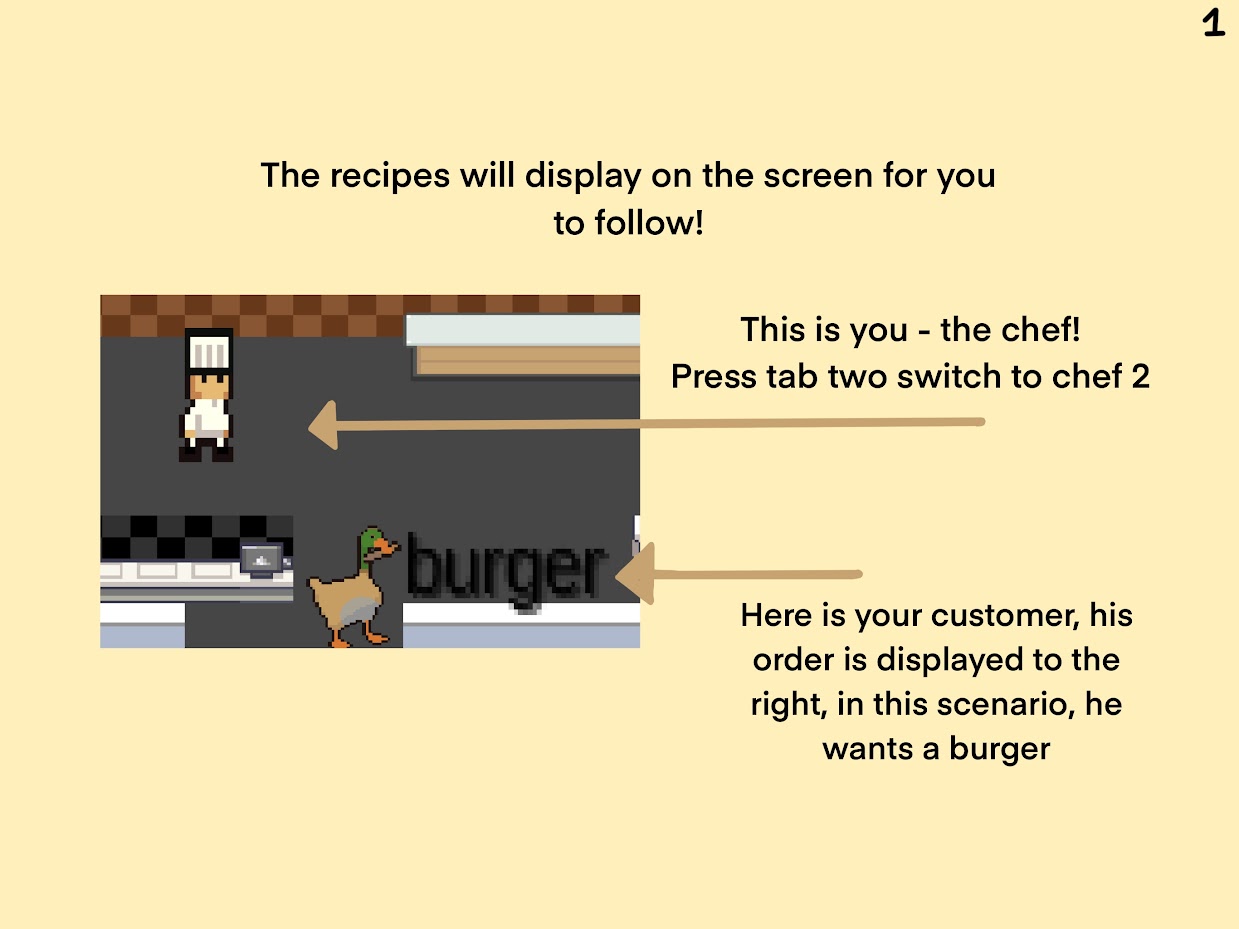 1
The recipes will display on the screen for you
to follow!
This is you - the chef!
Press tab two switch to chef 2
burger
Here is your customer, his
order is displayed to the
right, in this scenario, he
wants a burger